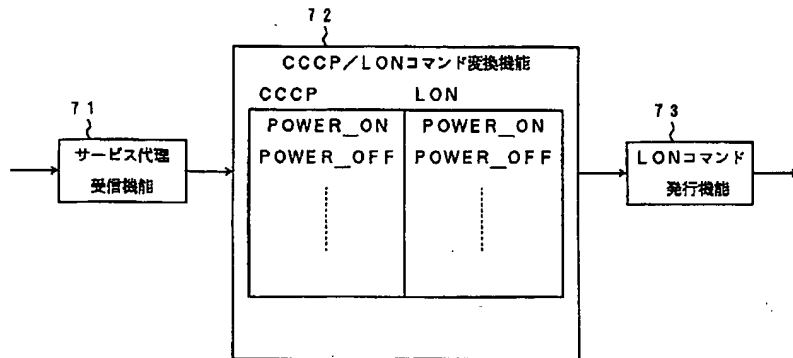 72
CCCP/LONコマンド変換機能
CCCP LON
71
サービス代理
受信機能
POWER_ON POWER_ON
POWER_OFF POWER_OFF
73
LONコマンド
発行機能